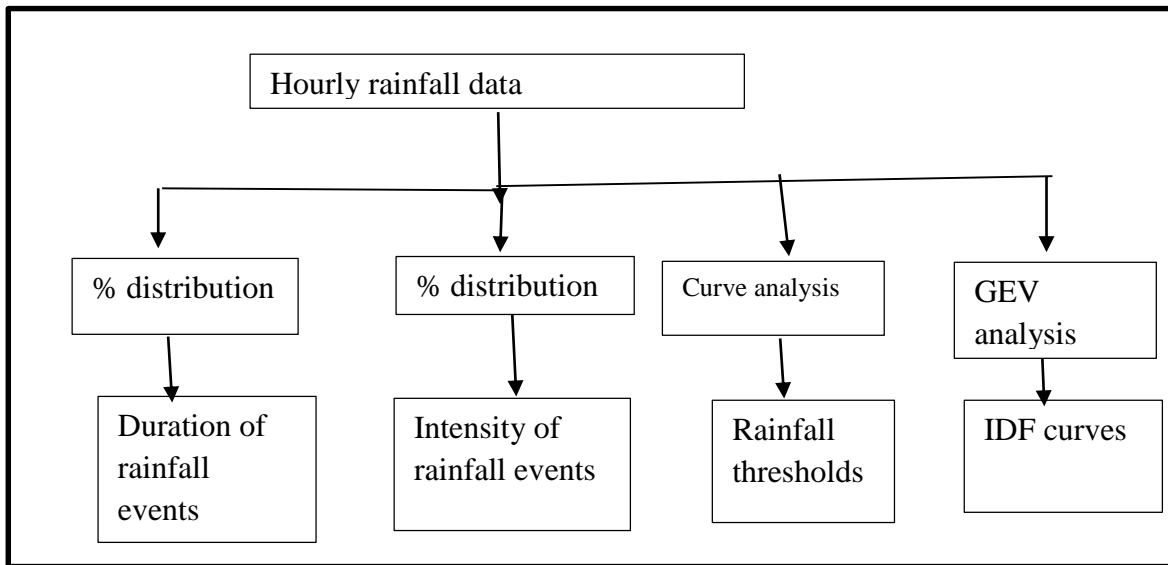 Hourly rainfall data
% distribution
% distribution
Curve analysis
GEV
analysis
Duration of
rainfall
events
Intensity of
rainfall events
Rainfall
thresholds
IDF curves